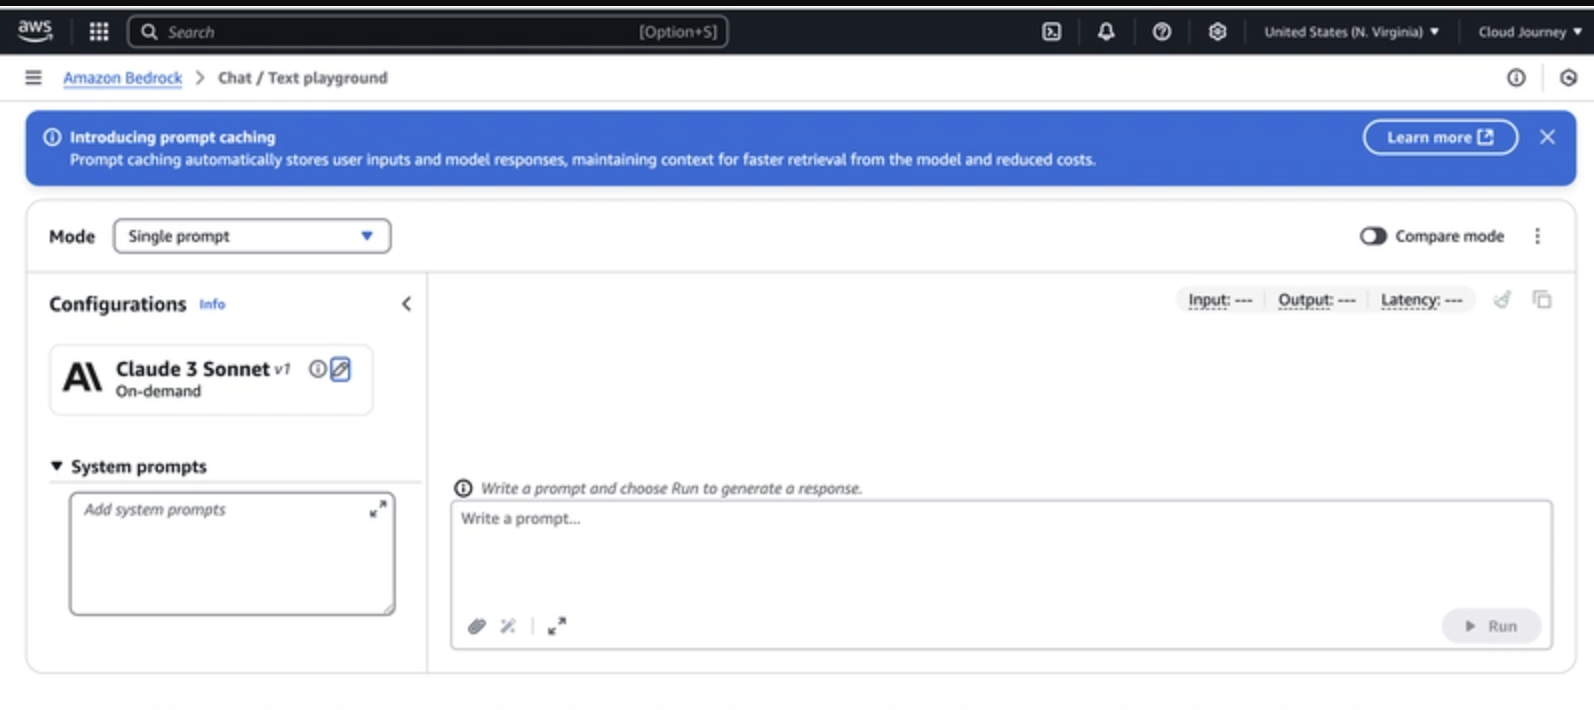 aws
Search [Option+S] United States (N. Virginia) Cloud Journey
Amazon Bedrock Chat / Text playground
Introducing prompt caching
Learn more
Prompt caching automatically stores user inputs and model responses, maintaining context for faster retrieval from the model and reduced costs.
Mode Single prompt Compare mode
Configurations Info
Input: --- Output: --- Latency: ---
A\ Claude 3 Sonnet v1
On-demand
System prompts
Add system prompts
Write a prompt and choose Run to generate a response.
Write a prompt...
Run